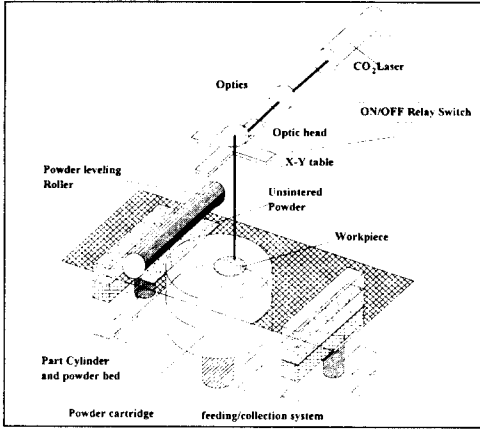 CO2Laser
Optics
ON/OFF Relay Switch
Optic head
X-Y table
Powder leveling
Roller
Unsintered
Powder
Workpiece
Part Cylinder
and powder bed
Powder cartridge
feeding/collection system